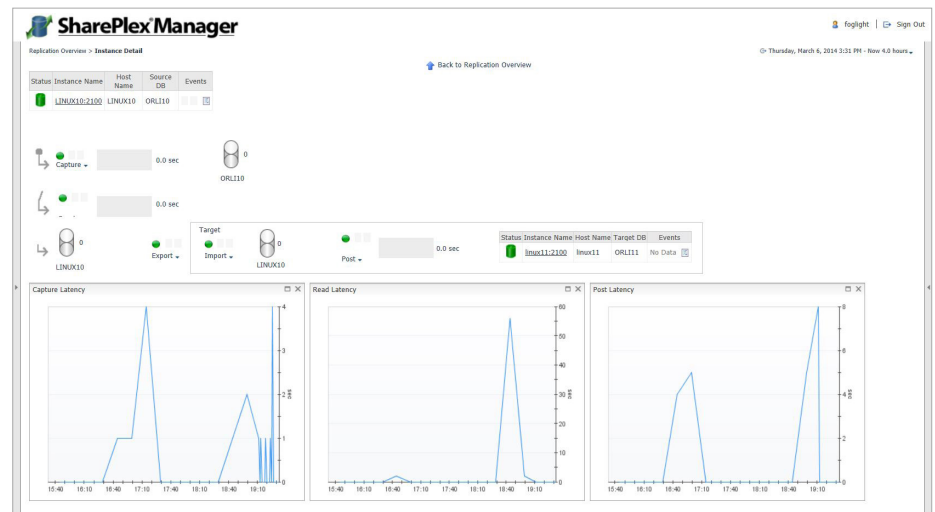 SharePlex Manager
foglight | Sign Out
Replication Overview > Instance Detail
Thursday, March 6, 2014 3:31 PM - Now 4.0 hours
Back to Replication Overview
Status Instance Name Host Name Source DB Events
LINUX10:2100 LINUX10 ORLI10
Capture 0.0 sec 0
ORLI10
0.0 sec
0
LINUX10
Export
Target
Import
0
LINUX10
Post
0.0 sec
Status Instance Name Host Name Target DB Events
linux11:2100 linux11 ORLI11 No Data
Capture Latency
4
3
2
1
0
sec
15:40 16:10 16:40 17:10 17:40 18:10 18:40 19:10
Read Latency
60
50
40
30
20
10
0
sec
15:40 16:10 16:40 17:10 17:40 18:10 18:40 19:10
Post Latency
8
6
4
2
0
sec
15:40 16:10 16:40 17:10 17:40 18:10 18:40 19:10